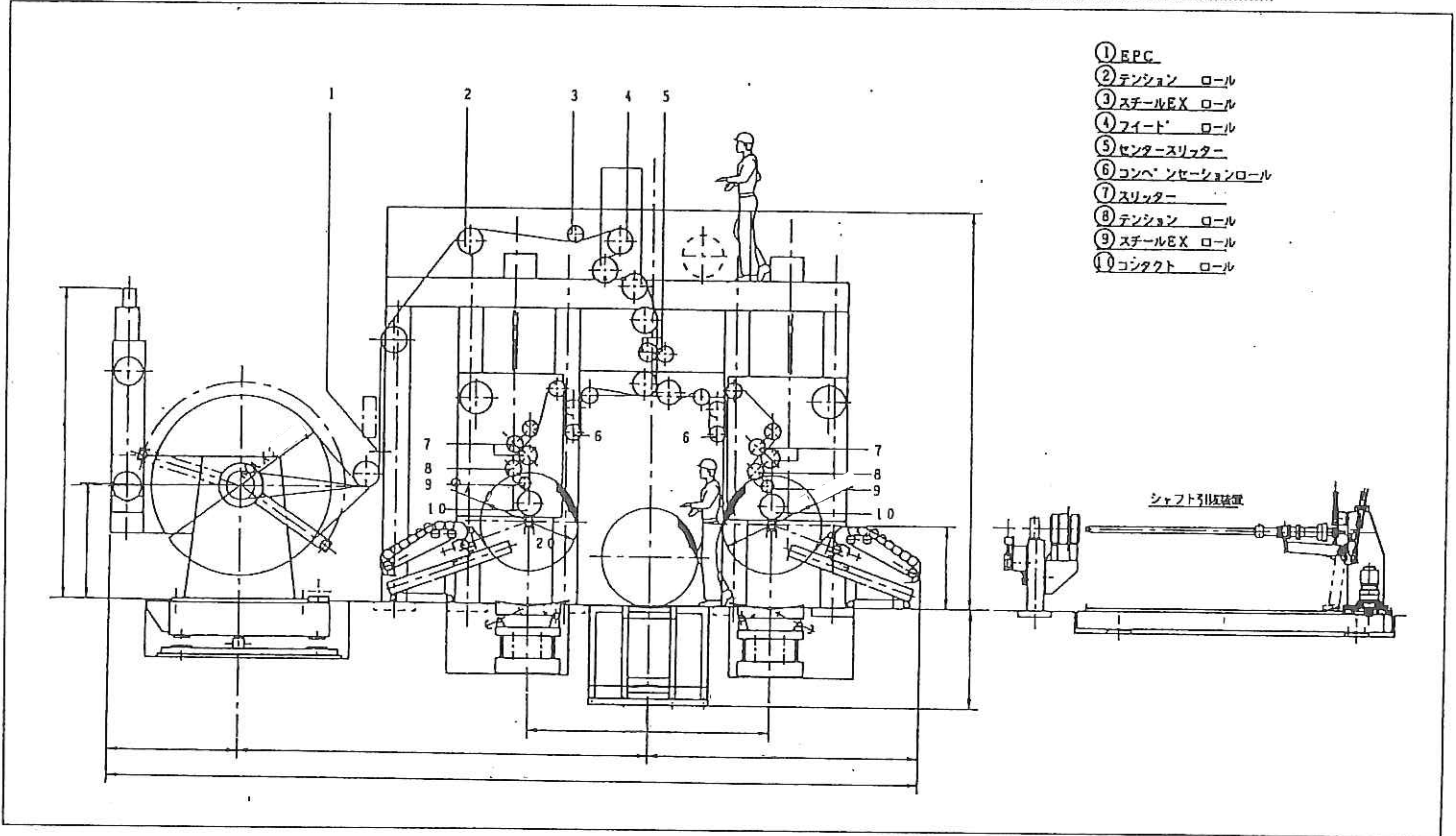 ① EPC
② テンション ロール
③ スチールEX ロール
④ フィード ロール
⑤ センタースリッター
⑥ コンペンセーションロール
⑦ スリッター
⑧ テンション ロール
⑨ スチールEX ロール
⑩ コンタクト ロール
1 2 3 4 5
6 6
7 7
8 8
9 9
10 10
20
シャフト引抜装置